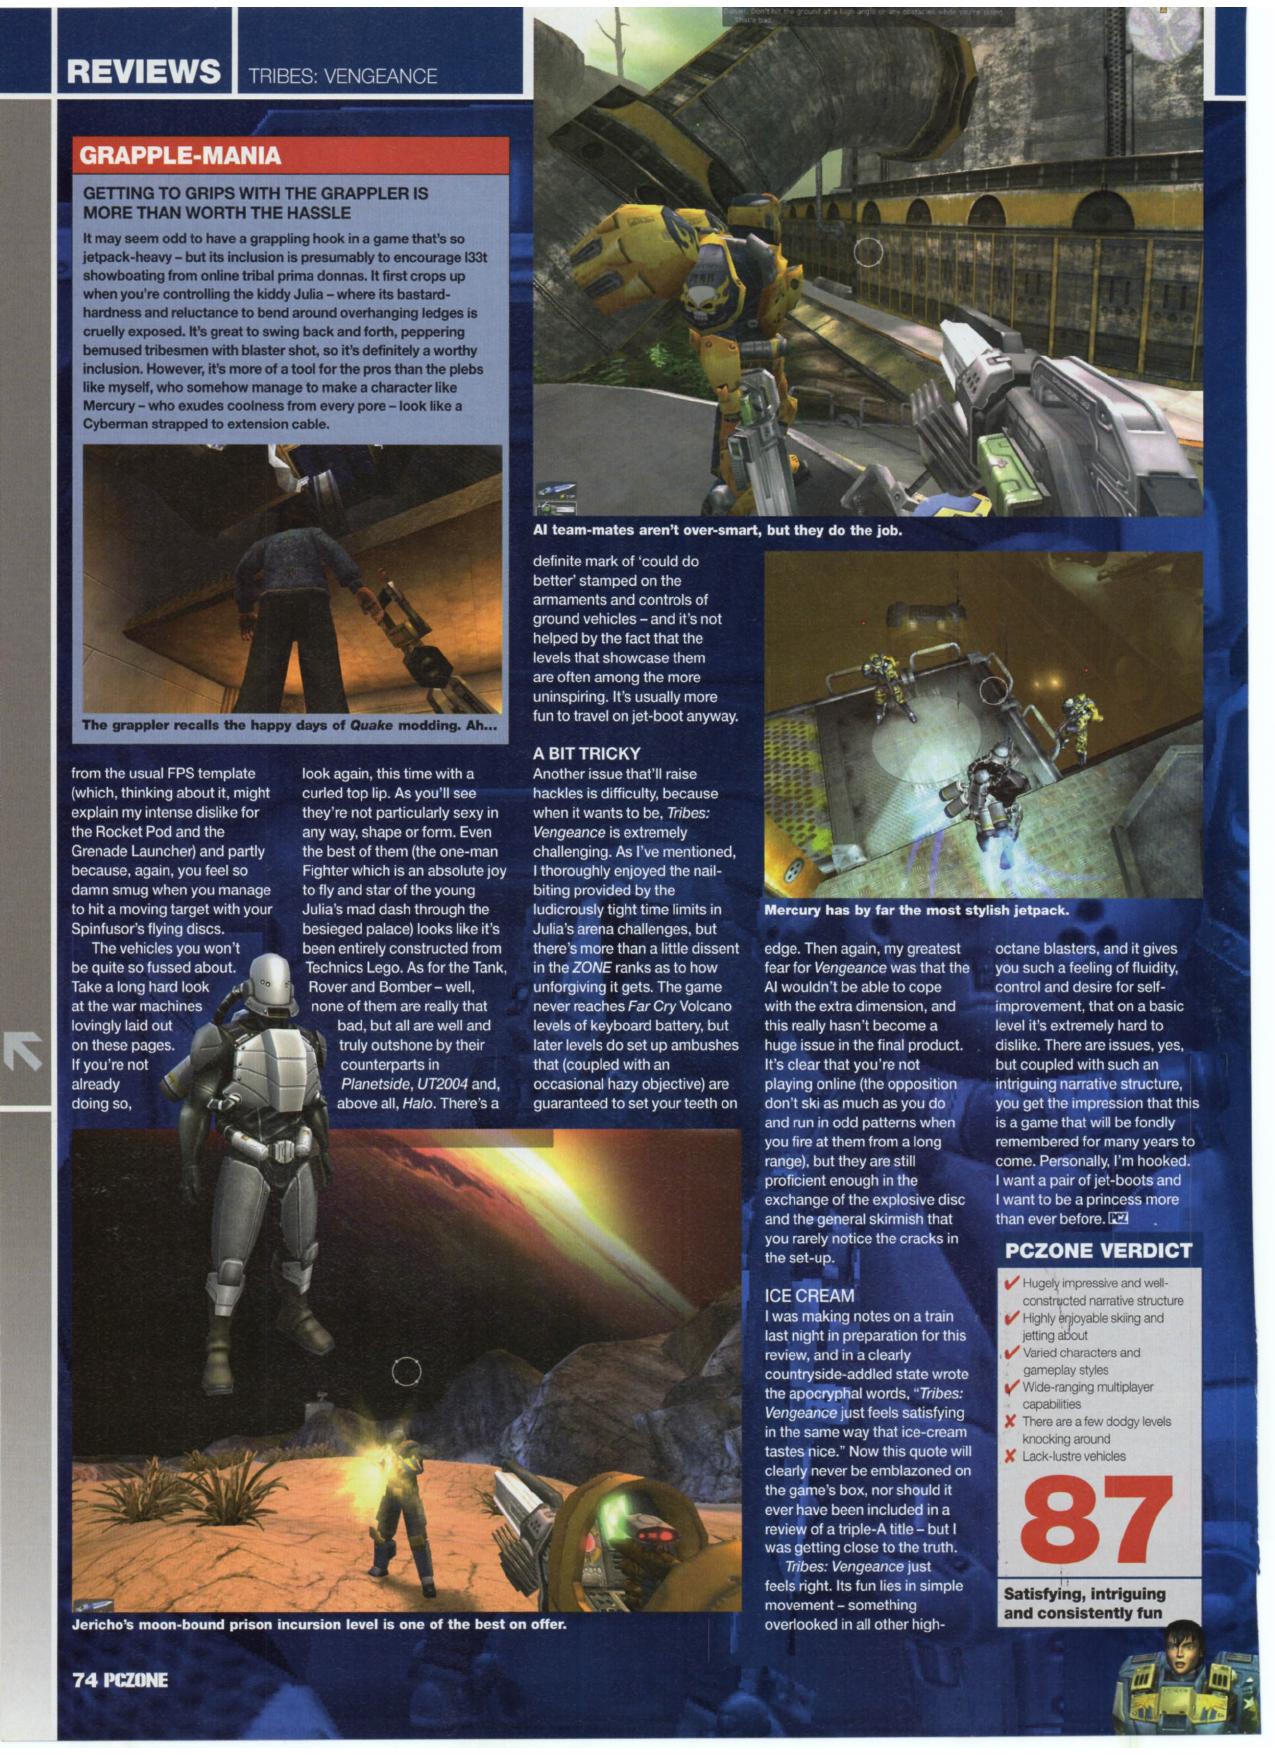 Driver: Don't hit the ground at a high angle or any obstacles while you're skiing.
That's bad.
REVIEWS
TRIBES: VENGEANCE
GRAPPLE-MANIA
GETTING TO GRIPS WITH THE GRAPPLER IS
MORE THAN WORTH THE HASSLE
It may seem odd to have a grappling hook in a game that's so
jetpack-heavy – but its inclusion is presumably to encourage l33t
showboating from online tribal prima donnas. It first crops up
when you're controlling the kiddy Julia – where its bastard-
hardness and reluctance to bend around overhanging ledges is
cruelly exposed. It's great to swing back and forth, peppering
bemused tribesmen with blaster shot, so it's definitely a worthy
inclusion. However, it's more of a tool for the pros than the plebs
like myself, who somehow manage to make a character like
Mercury – who exudes coolness from every pore – look like a
Cyberman strapped to extension cable.
The grappler recalls the happy days of Quake modding. Ah...
AI team-mates aren't over-smart, but they do the job.
from the usual FPS template
(which, thinking about it, might
explain my intense dislike for
the Rocket Pod and the
Grenade Launcher) and partly
because, again, you feel so
damn smug when you manage
to hit a moving target with your
Spinfusor's flying discs.
The vehicles you won't
be quite so fussed about.
Take a long hard look
at the war machines
lovingly laid out
on these pages.
If you're not
already
doing so,
look again, this time with a
curled top lip. As you'll see
they're not particularly sexy in
any way, shape or form. Even
the best of them (the one-man
Fighter which is an absolute joy
to fly and star of the young
Julia's mad dash through the
besieged palace) looks like it's
been entirely constructed from
Technics Lego. As for the Tank,
Rover and Bomber – well,
none of them are really that
bad, but all are well and
truly outshone by their
counterparts in
Planetside, UT2004 and,
above all, Halo. There's a
definite mark of 'could do
better' stamped on the
armaments and controls of
ground vehicles – and it's not
helped by the fact that the
levels that showcase them
are often among the more
uninspiring. It's usually more
fun to travel on jet-boot anyway.
A BIT TRICKY
Another issue that'll raise
hackles is difficulty, because
when it wants to be, Tribes:
Vengeance is extremely
challenging. As I've mentioned,
I thoroughly enjoyed the nail-
biting provided by the
ludicrously tight time limits in
Julia's arena challenges, but
there's more than a little dissent
in the ZONE ranks as to how
unforgiving it gets. The game
never reaches Far Cry Volcano
levels of keyboard battery, but
later levels do set up ambushes
that (coupled with an
occasional hazy objective) are
guaranteed to set your teeth on
Mercury has by far the most stylish jetpack.
edge. Then again, my greatest
fear for Vengeance was that the
AI wouldn't be able to cope
with the extra dimension, and
this really hasn't become a
huge issue in the final product.
It's clear that you're not
playing online (the opposition
don't ski as much as you do
and run in odd patterns when
you fire at them from a long
range), but they are still
proficient enough in the
exchange of the explosive disc
and the general skirmish that
you rarely notice the cracks in
the set-up.
ICE CREAM
I was making notes on a train
last night in preparation for this
review, and in a clearly
countryside-addled state wrote
the apocryphal words, "Tribes:
Vengeance just feels satisfying
in the same way that ice-cream
tastes nice." Now this quote will
clearly never be emblazoned on
the game's box, nor should it
ever have been included in a
review of a triple-A title – but I
was getting close to the truth.
Tribes: Vengeance just
feels right. Its fun lies in simple
movement – something
overlooked in all other high-
octane blasters, and it gives
you such a feeling of fluidity,
control and desire for self-
improvement, that on a basic
level it's extremely hard to
dislike. There are issues, yes,
but coupled with such an
intriguing narrative structure,
you get the impression that this
is a game that will be fondly
remembered for many years to
come. Personally, I'm hooked.
I want a pair of jet-boots and
I want to be a princess more
than ever before. PCZ
PCZONE VERDICT
✓ Hugely impressive and well-
constructed narrative structure
✓ Highly enjoyable skiing and
jetting about
✓ Varied characters and
gameplay styles
✓ Wide-ranging multiplayer
capabilities
✗ There are a few dodgy levels
knocking around
✗ Lack-lustre vehicles
87
Satisfying, intriguing
and consistently fun
Jericho's moon-bound prison incursion level is one of the best on offer.
74 PCZONE